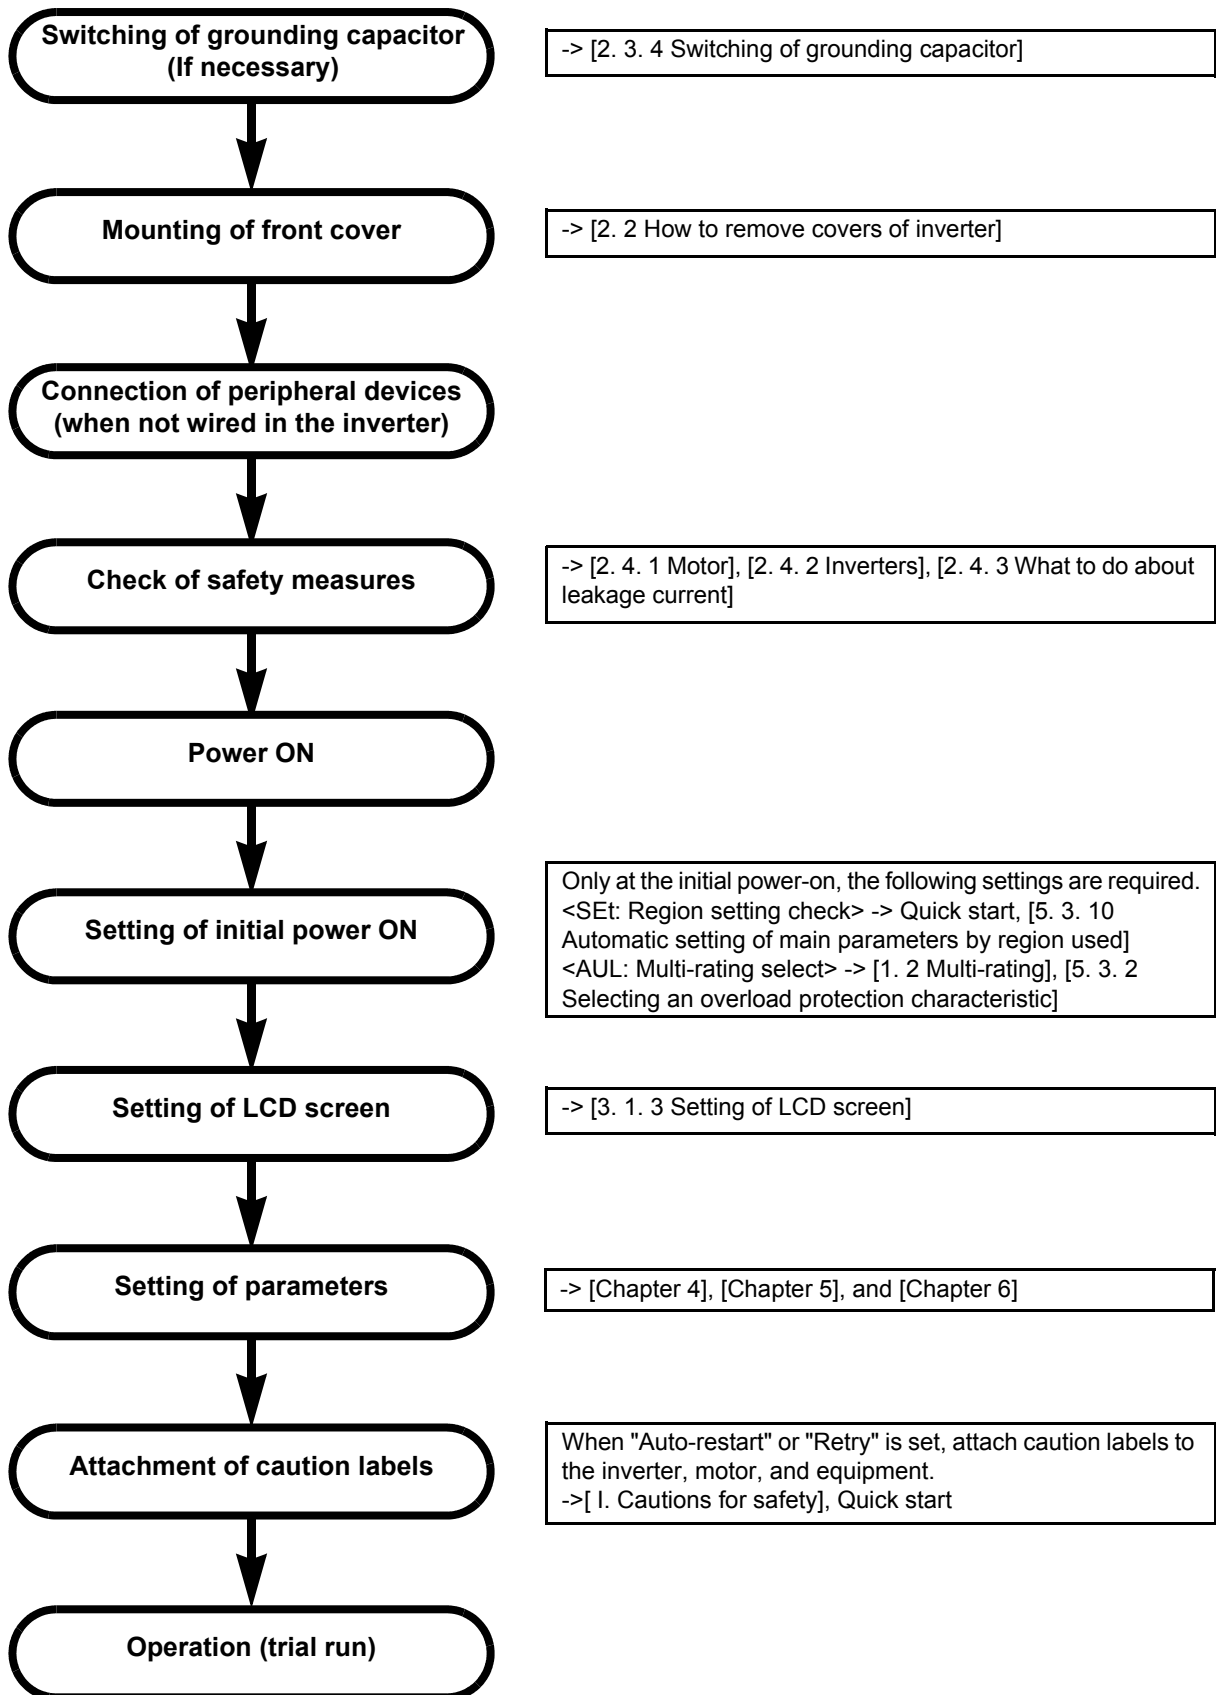 Switching of grounding capacitor
(If necessary)
-> [2. 3. 4 Switching of grounding capacitor]
Mounting of front cover
-> [2. 2 How to remove covers of inverter]
Connection of peripheral devices
(when not wired in the inverter)
Check of safety measures
-> [2. 4. 1 Motor], [2. 4. 2 Inverters], [2. 4. 3 What to do about
leakage current]
Power ON
Setting of initial power ON
Only at the initial power-on, the following settings are required.
<SEt: Region setting check> -> Quick start, [5. 3. 10
Automatic setting of main parameters by region used]
<AUL: Multi-rating select> -> [1. 2 Multi-rating], [5. 3. 2
Selecting an overload protection characteristic]
Setting of LCD screen
-> [3. 1. 3 Setting of LCD screen]
Setting of parameters
-> [Chapter 4], [Chapter 5], and [Chapter 6]
Attachment of caution labels
When "Auto-restart" or "Retry" is set, attach caution labels to
the inverter, motor, and equipment.
->[ I. Cautions for safety], Quick start
Operation (trial run)